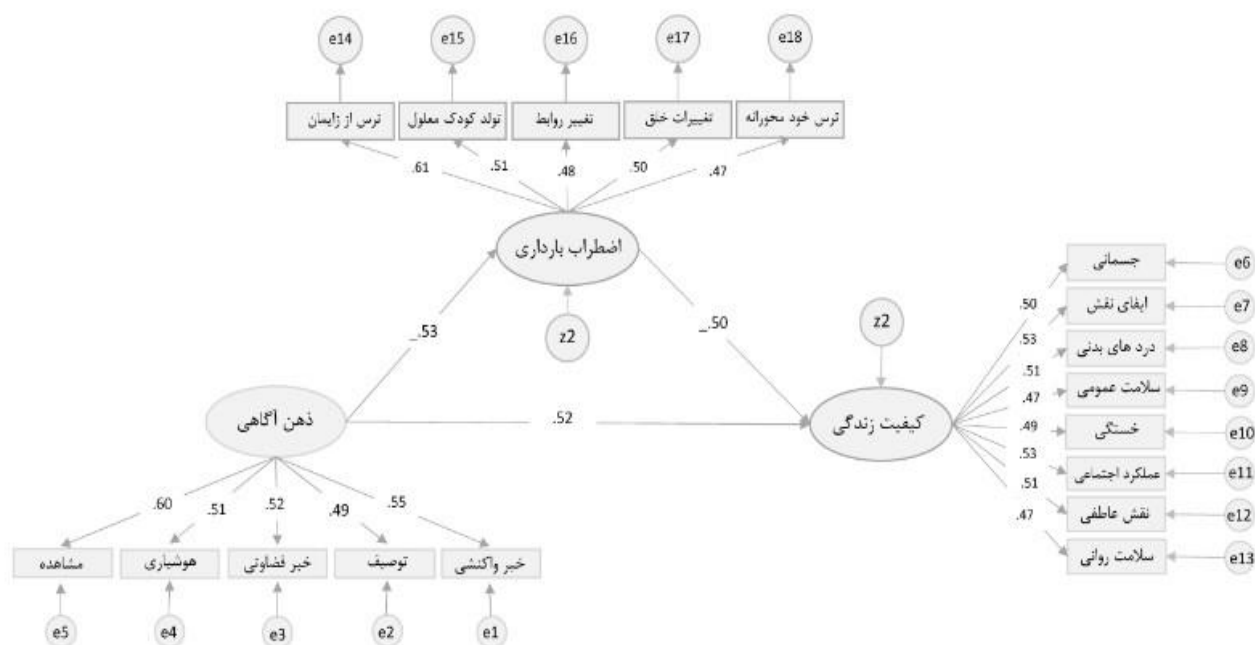 e14 e15 e16 e17 e18
ترس از زایمان
تولد کودک معلول
تغییر روابط
تغییرات خلق
ترس خود محورانه
.61 .51 .48 .50 .47
اضطراب بارداری
z2
_.53
_.50
z2
ذهن آگاهی
.52
کیفیت زندگی
.50
.53
.51
.47
.49
.53
.51
.47
جسمانی
e6
ایفای نقش
e7
درد های بدنی
e8
سلامت عمومی
e9
خستگی
e10
عملکرد اجتماعی
e11
نقش عاطفی
e12
سلامت روانی
e13
.60 .51 .52 .49 .55
مشاهده
هوشیاری
خبر قضاوتی
توصیف
خبر واکنشی
e5 e4 e3 e2 e1